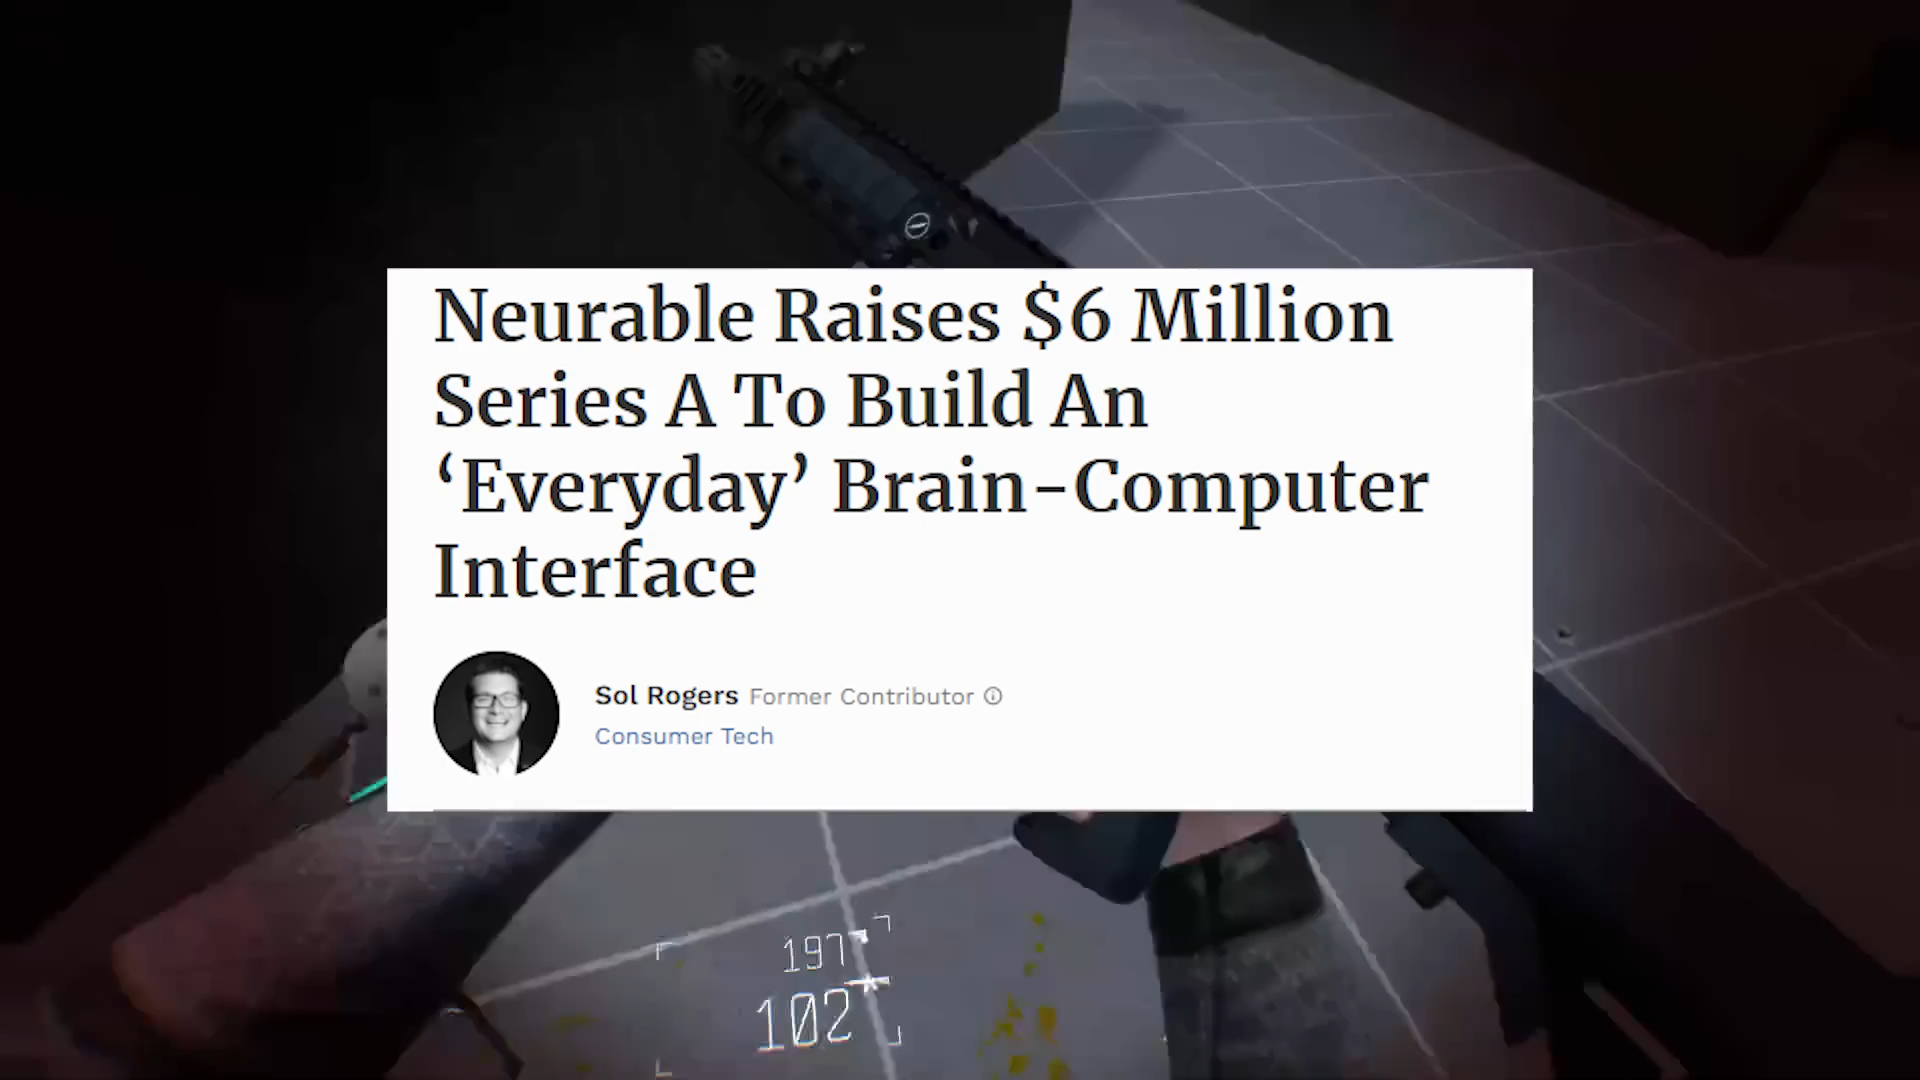 Neurable Raises $6 Million
Series A To Build An
‘Everyday’ Brain-Computer
Interface
Sol Rogers Former Contributor
Consumer Tech
197
102